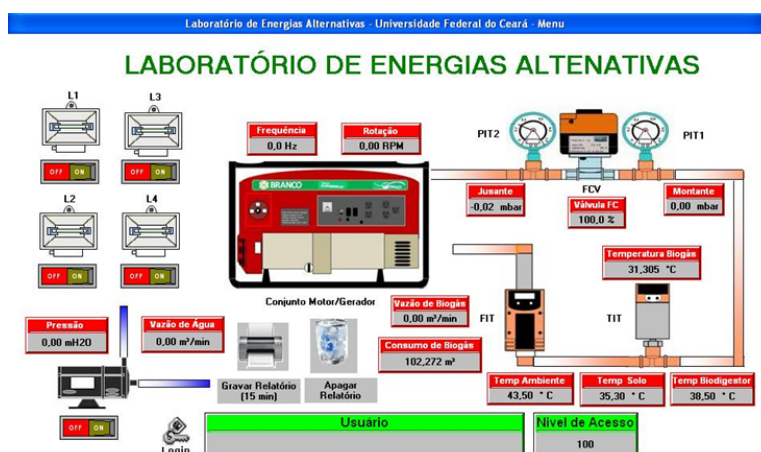 Laboratório de Energias Alternativas - Universidade Federal do Ceará - Menu
LABORATÓRIO DE ENERGIAS ALTENATIVAS
L1
L3
OFF ON
OFF ON
L2
L4
OFF ON
OFF ON
Frequência
0,0 Hz
Rotação
0,00 RPM
BRANCO
Conjunto Motor/Gerador
PIT2
PIT1
FCV
Jusante
-0,02 mbar
Válvula FC
100,0 %
Montante
0,00 mbar
Temperatura Biogás
31,305 °C
FIT
TIT
Pressão
0,00 mH2O
Vazão de Água
0,00 m³/min
Vazão de Biogás
0,00 m³/min
Consumo de Biogás
102,272 m³
Gravar Relatório
(15 min)
Apagar
Relatório
Temp Ambiente
43,50 ° C
Temp Solo
35,30 ° C
Temp Biodigestor
38,50 ° C
OFF ON
Login
Usuário
Nível de Acesso
100